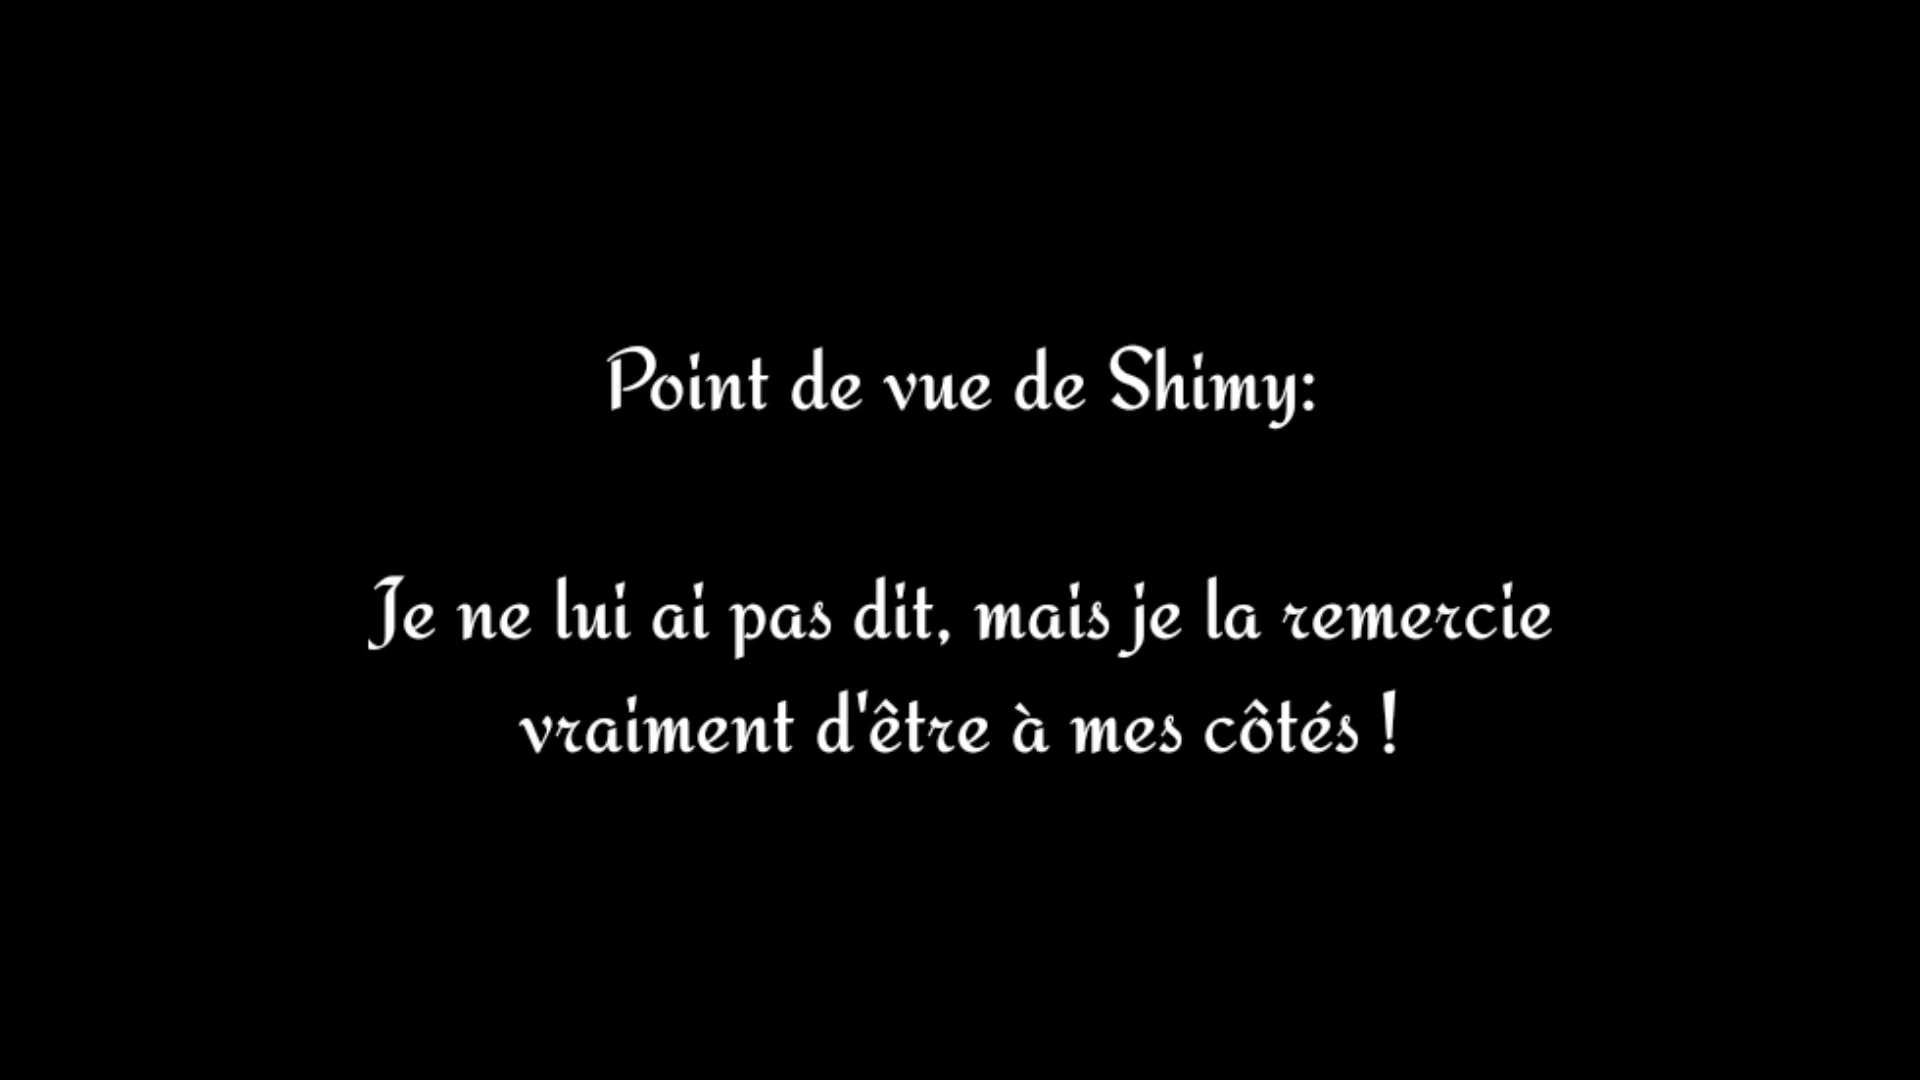 Point de vue de Shimy:
Je ne lui ai pas dit, mais je la remercie
vraiment d'être à mes côtés !